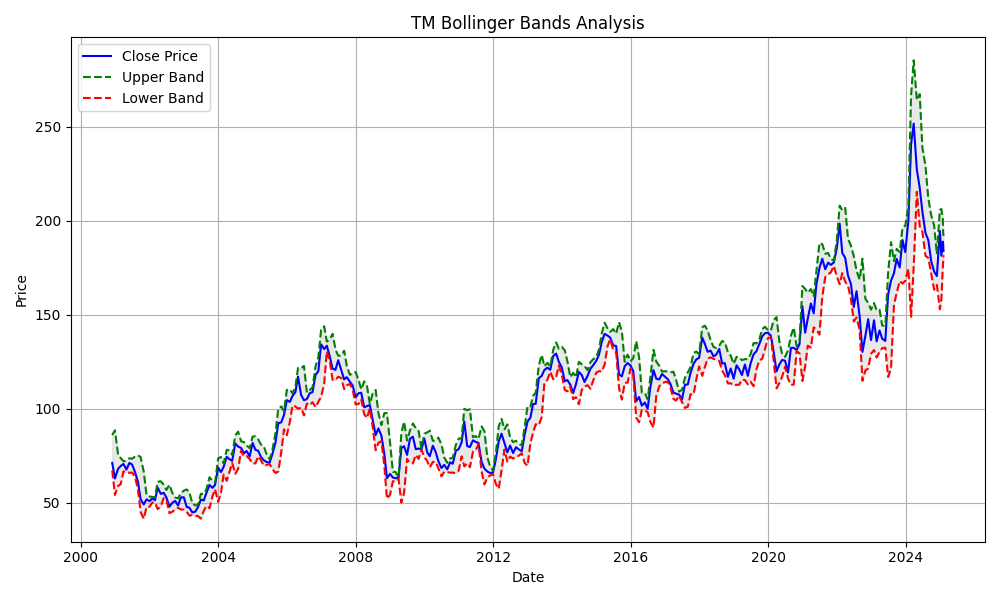 TM Bollinger Bands Analysis
Close Price
Upper Band
Lower Band
Price
250
200
150
100
50
2000
2004
2008
2012
2016
2020
2024
Date